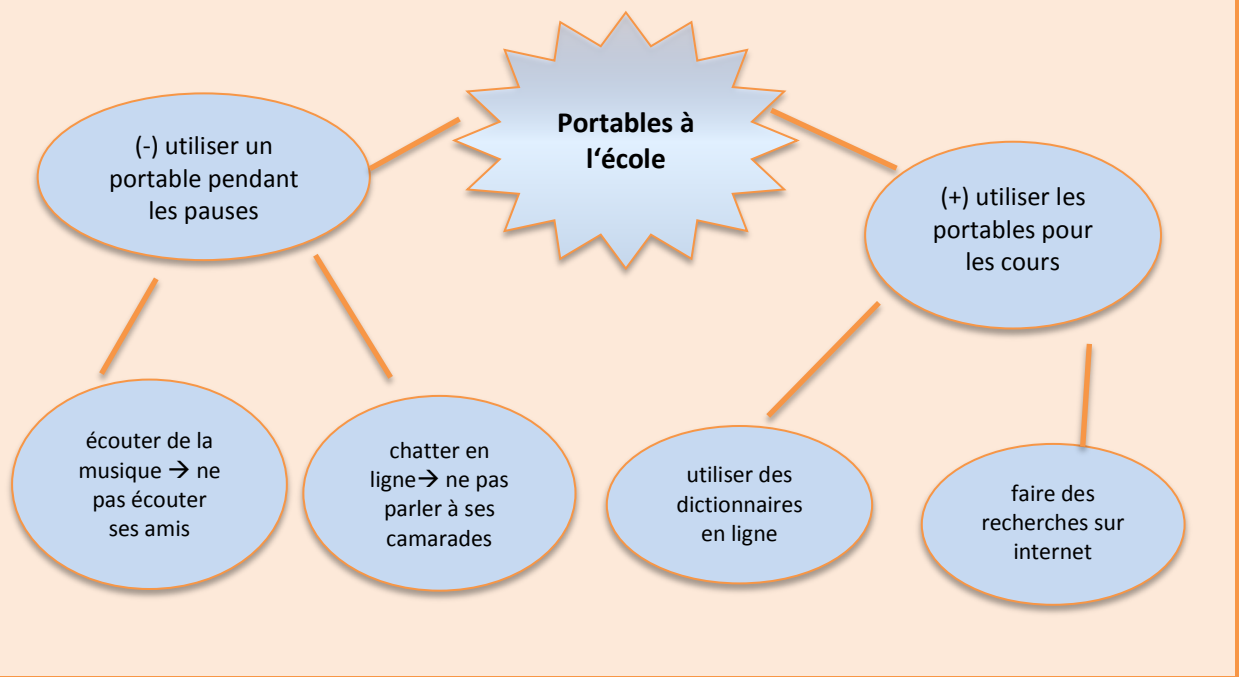 Portables à
l‘école
(-) utiliser un
portable pendant
les pauses
(+) utiliser les
portables pour
les cours
écouter de la
musique → ne
pas écouter
ses amis
chatter en
ligne→ ne pas
parler à ses
camarades
utiliser des
dictionnaires
en ligne
faire des
recherches sur
internet